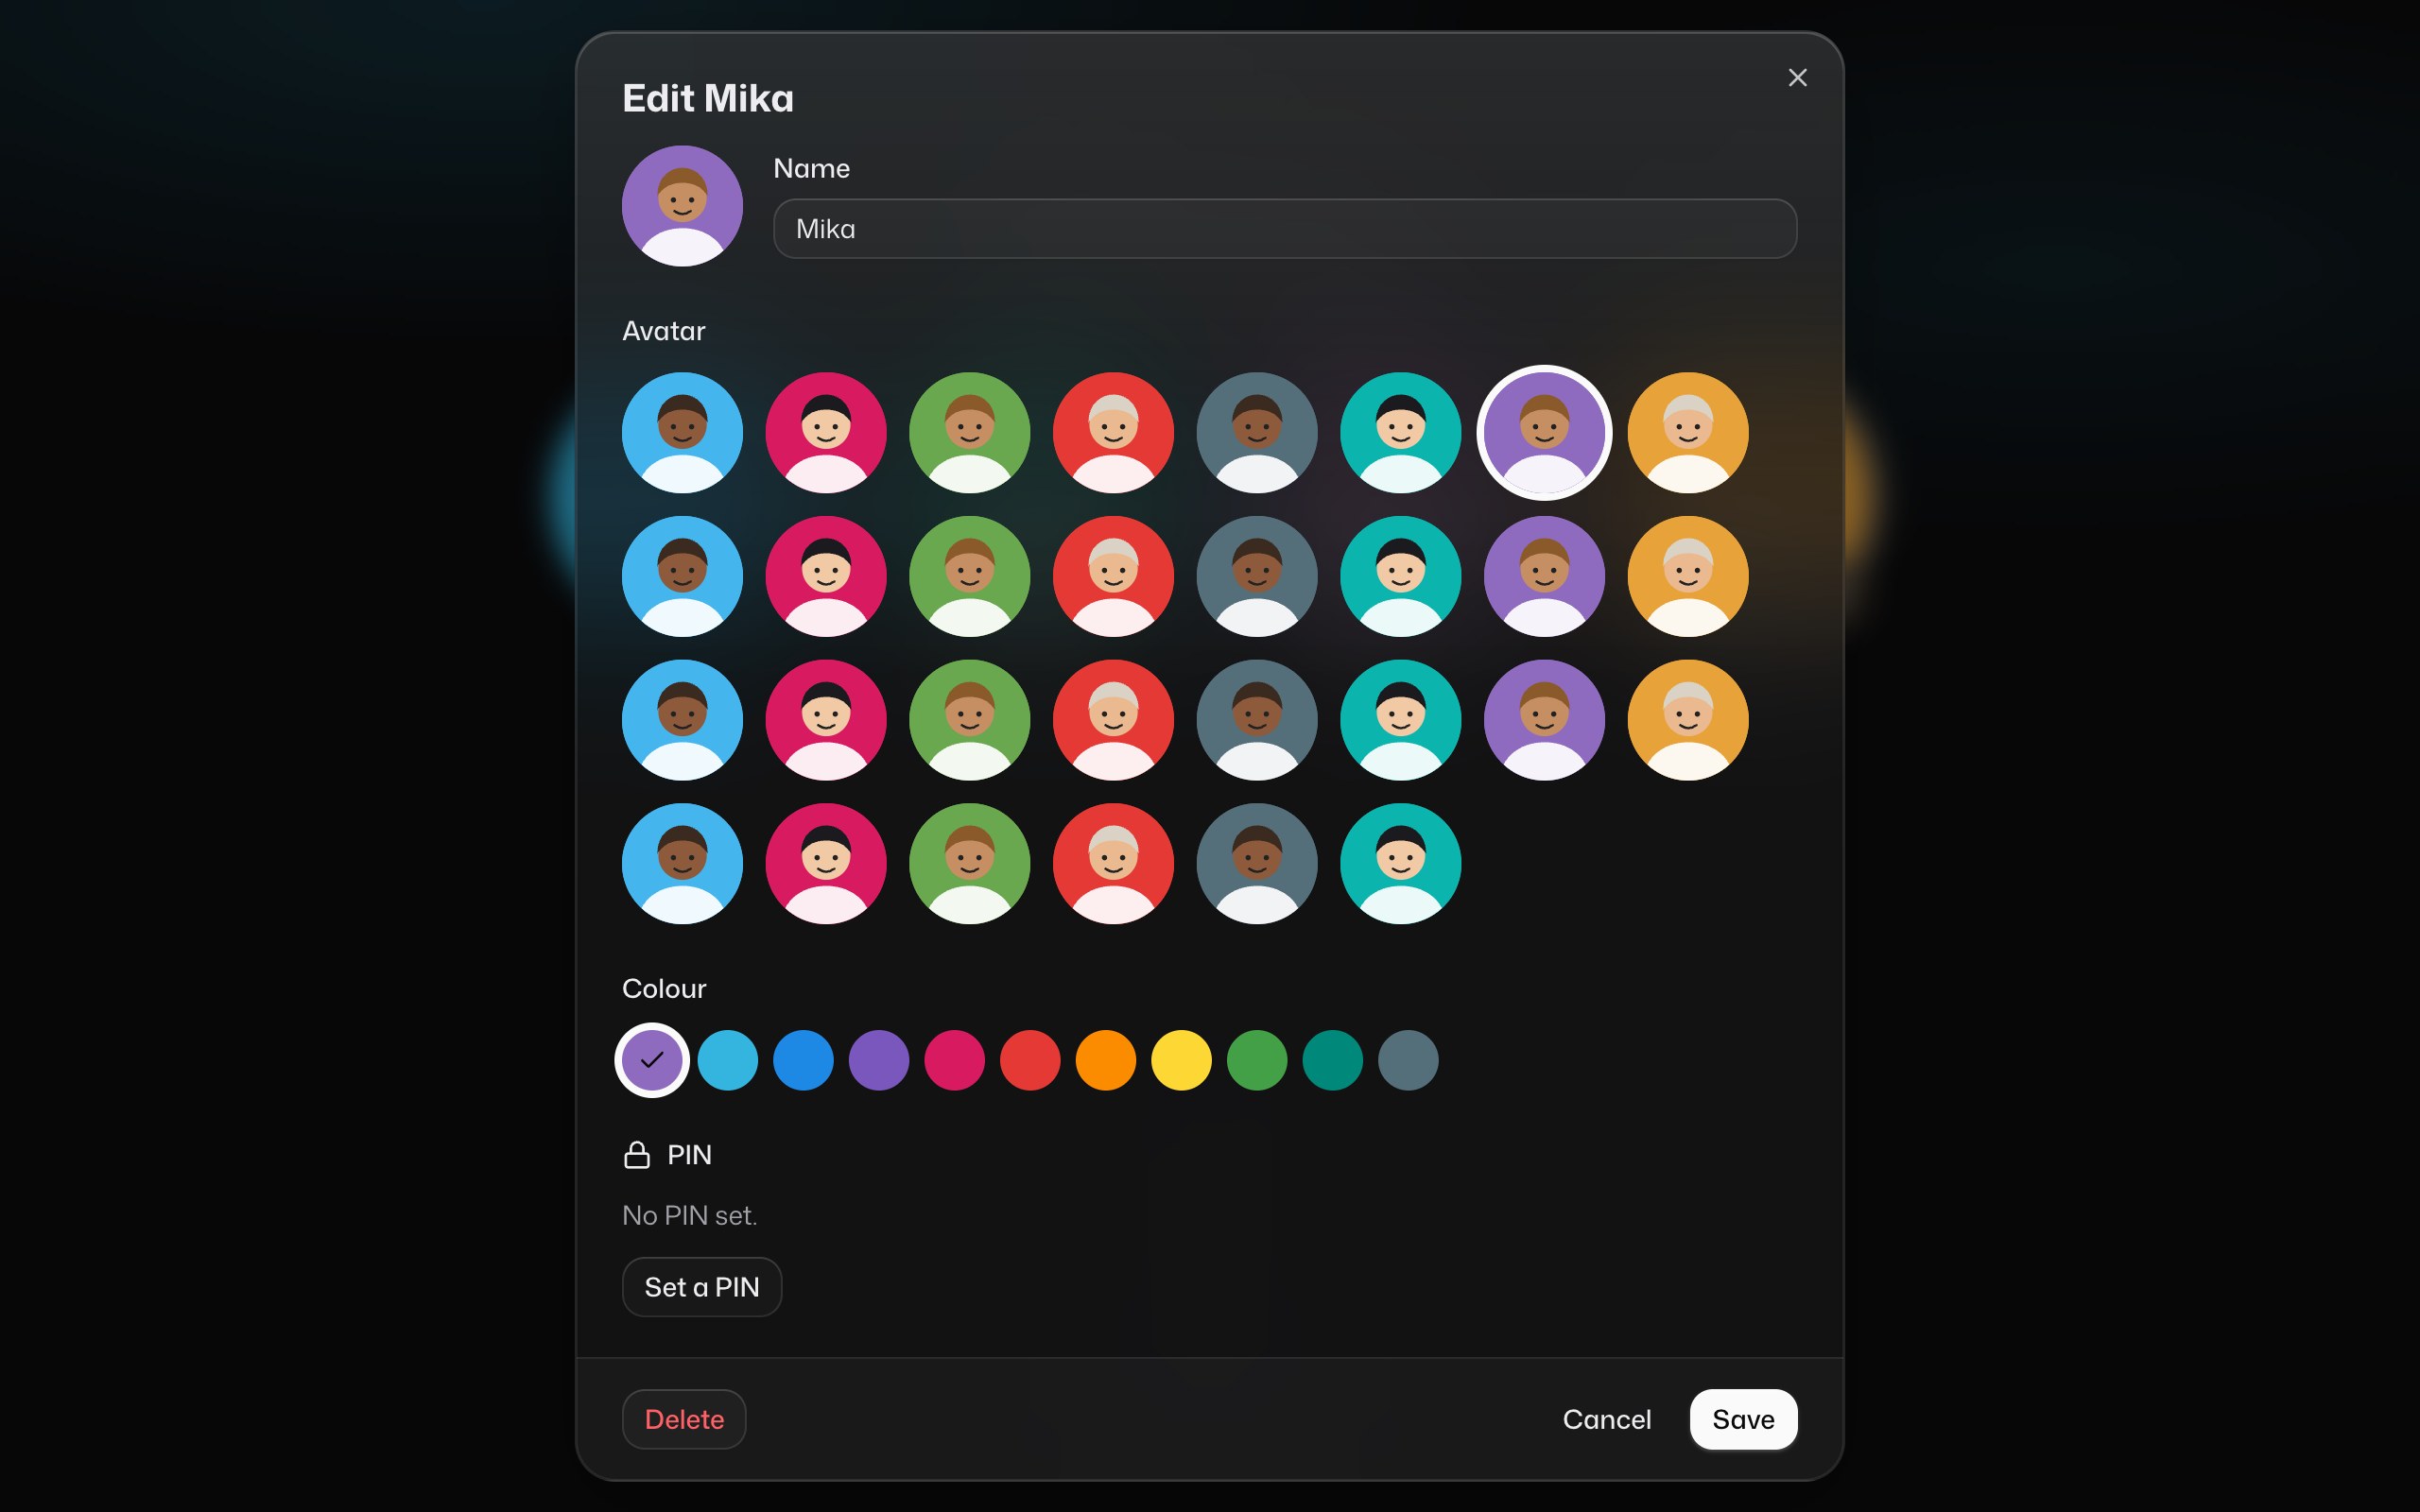 Edit Mika
Name
Mika
Avatar
Colour
PIN
No PIN set.
Set a PIN
Delete
Cancel
Save